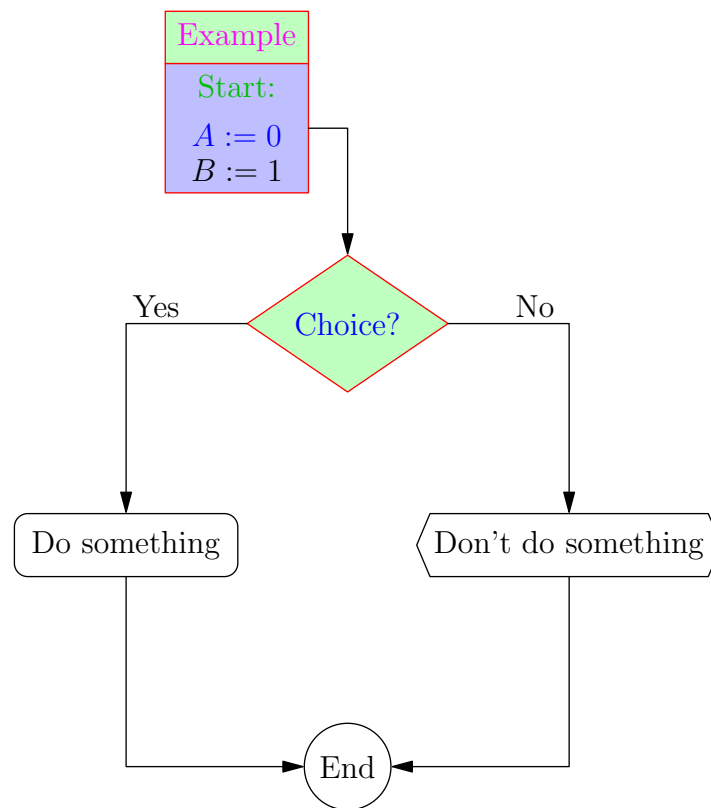 Example
Start:
A := 0
B := 1
Yes
No
Choice?
Do something
Don't do something
End